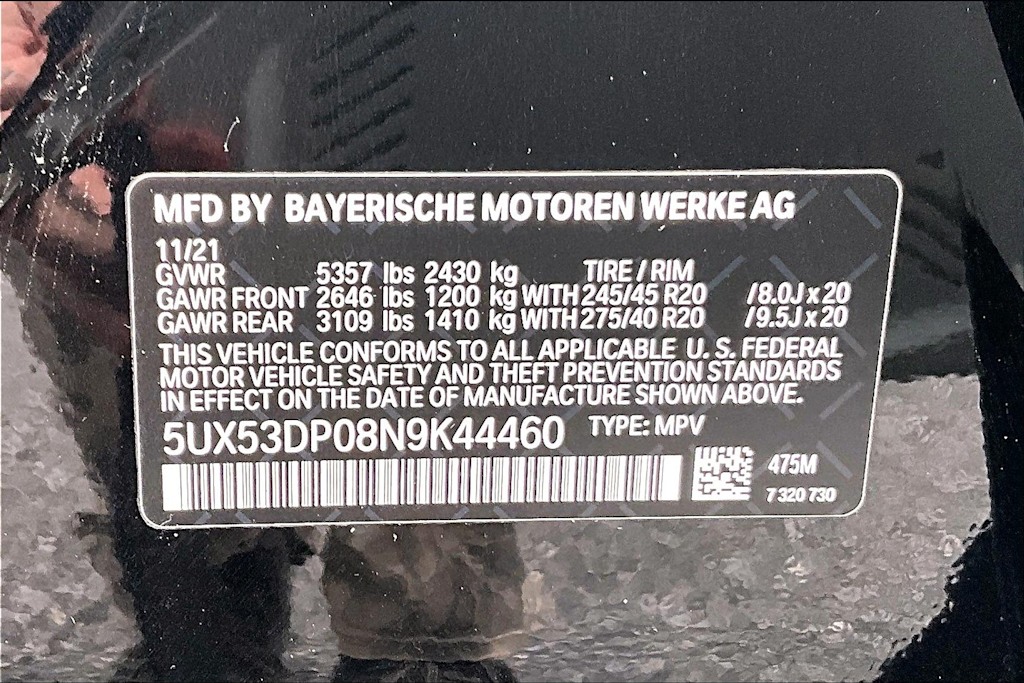 MFD BY BAYERISCHE MOTOREN WERKE AG
11/21
GVWR 5357 lbs 2430 kg TIRE / RIM
GAWR FRONT 2646 lbs 1200 kg WITH 245/45 R20 /8.0J x 20
GAWR REAR 3109 lbs 1410 kg WITH 275/40 R20 /9.5J x 20
THIS VEHICLE CONFORMS TO ALL APPLICABLE U. S. FEDERAL
MOTOR VEHICLE SAFETY AND THEFT PREVENTION STANDARDS
IN EFFECT ON THE DATE OF MANUFACTURE SHOWN ABOVE.
5UX53DP08N9K44460 TYPE: MPV
475M
7 320 730